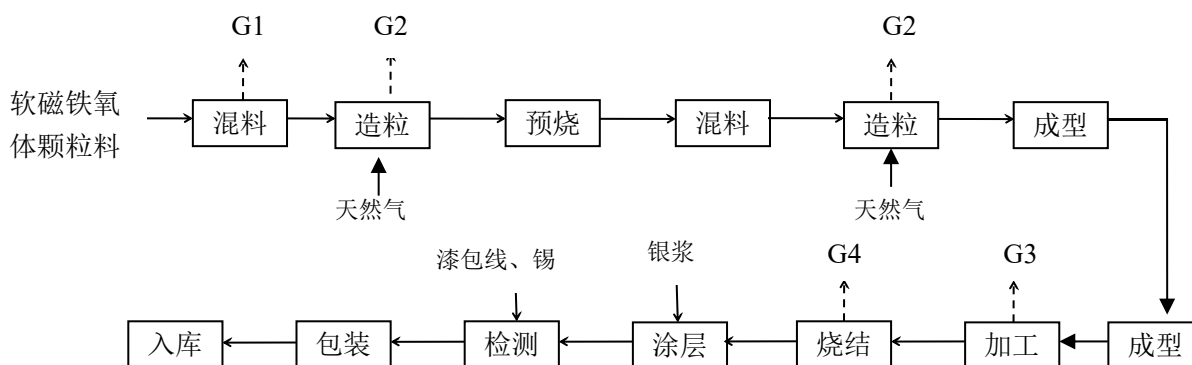 G1
G2
G2
软磁铁氧
体颗粒料
混料
造粒
预烧
混料
造粒
成型
天然气
天然气
漆包线、锡
银浆
G4
G3
入库
包装
检测
涂层
烧结
加工
成型